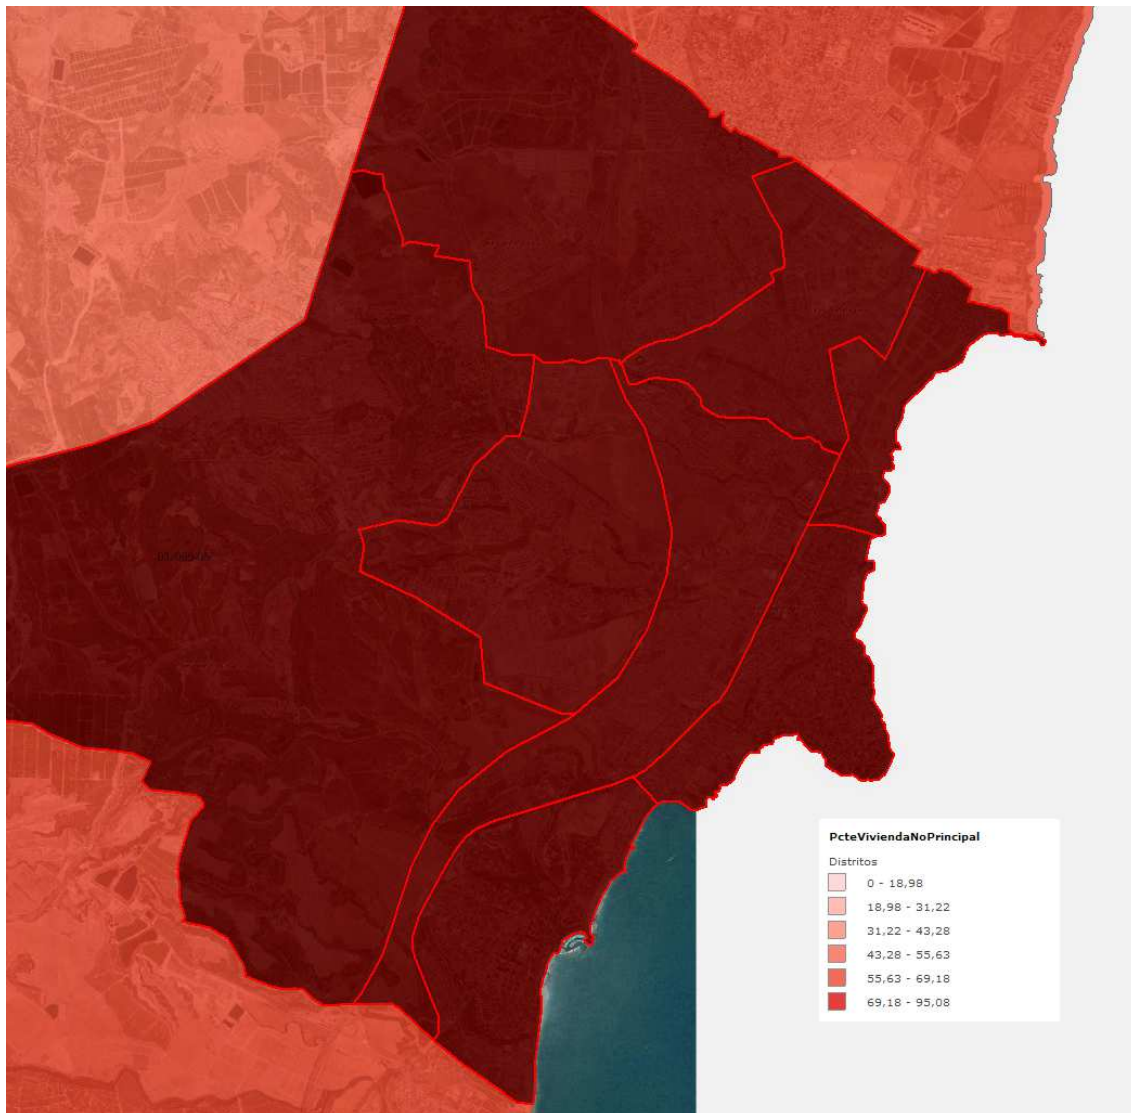 PcteViviendaNoPrincipal
Distritos
0 - 18,98
18,98 - 31,22
31,22 - 43,28
43,28 - 55,63
55,63 - 69,18
69,18 - 95,08